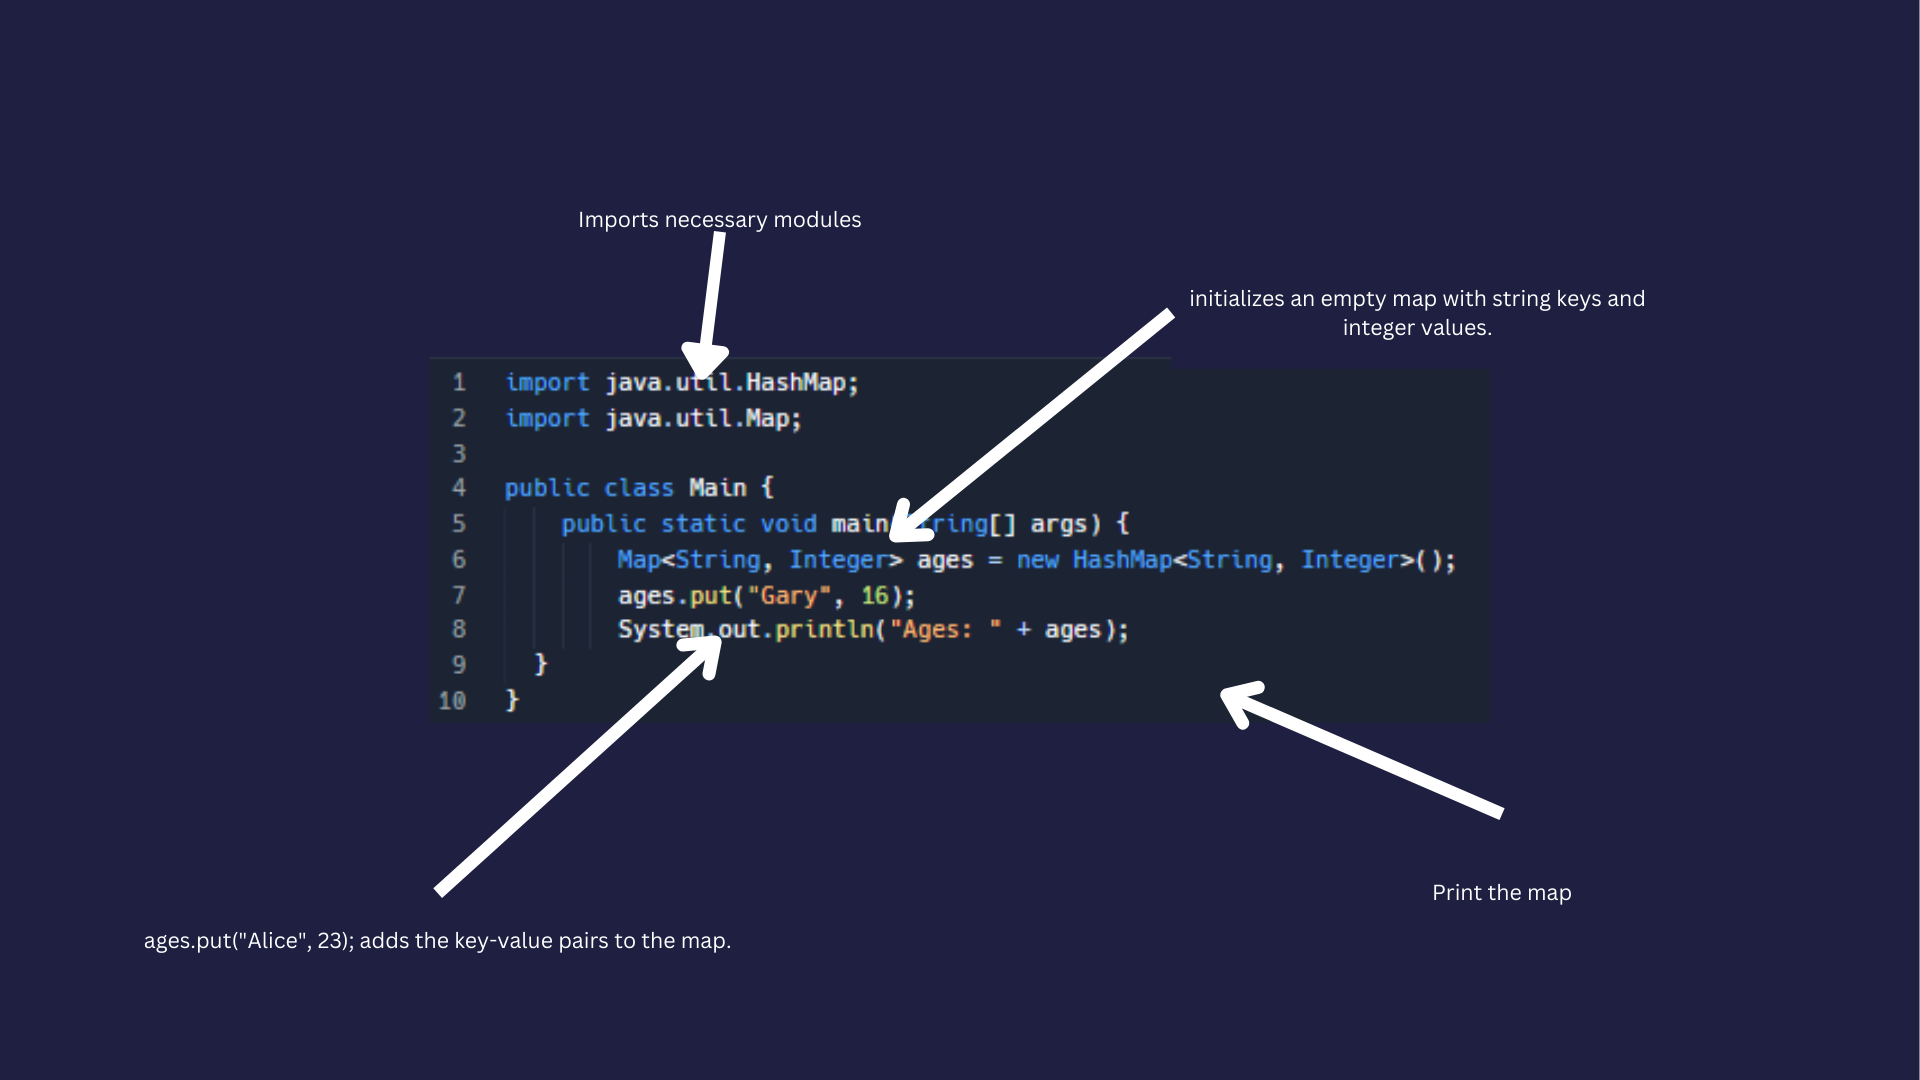 Imports necessary modules
initializes an empty map with string keys and
integer values.
1 import java.util.HashMap;
2 import java.util.Map;
3
4 public class Main {
5 public static void main ring[] args) {
6 Map<String, Integer> ages = new HashMap<String, Integer>();
7 ages.put("Gary", 16);
8 System.out.println("Ages: " + ages);
9 }
10 }
Print the map
ages.put("Alice", 23); adds the key-value pairs to the map.